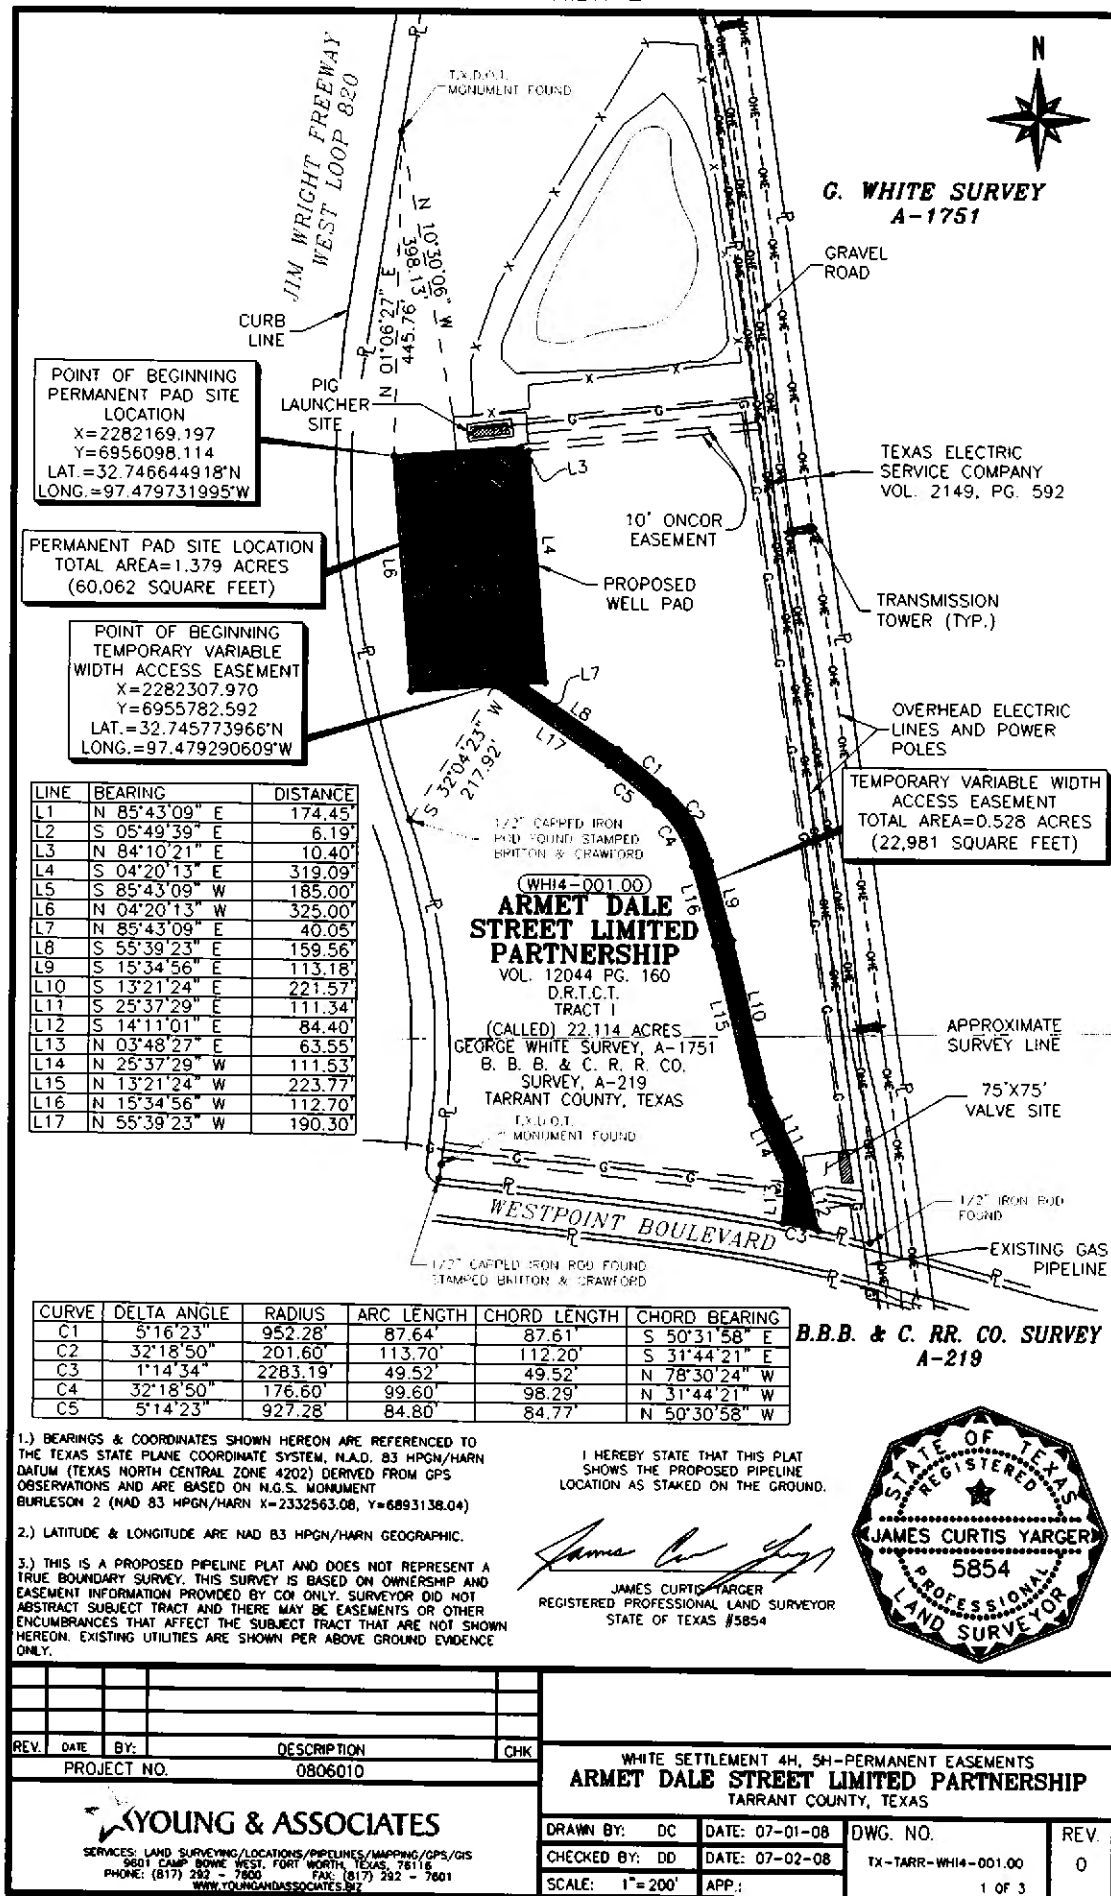 JIM WRIGHT FREEWAY
WEST LOOP 820
T.X.D.O.T.
MONUMENT FOUND
N
G. WHITE SURVEY
A-1751
GRAVEL
ROAD
N 10°30'06" W
398.13'
N 01°06'27" E
445.76'
CURB
LINE
PIG
LAUNCHER
SITE
POINT OF BEGINNING
PERMANENT PAD SITE
LOCATION
X=2282169.197
Y=6956098.114
LAT.=32.746644918°N
LONG.=97.479731995°W
L3
TEXAS ELECTRIC
SERVICE COMPANY
VOL. 2149, PG. 592
10' ONCOR
EASEMENT
PERMANENT PAD SITE LOCATION
TOTAL AREA=1.379 ACRES
(60,062 SQUARE FEET)
L6
L4
PROPOSED
WELL PAD
TRANSMISSION
TOWER (TYP.)
POINT OF BEGINNING
TEMPORARY VARIABLE
WIDTH ACCESS EASEMENT
X=2282307.970
Y=6955782.592
LAT.=32.745773966°N
LONG.=97.479290609°W
L7
L8
L17
OVERHEAD ELECTRIC
LINES AND POWER
POLES
S 32°04'23" W
217.92'
C1
C5
C2
C4
TEMPORARY VARIABLE WIDTH
ACCESS EASEMENT
TOTAL AREA=0.528 ACRES
(22,981 SQUARE FEET)
1/2" CAPPED IRON
ROD FOUND STAMPED
BRITTON & CRAWFORD
LINE BEARING DISTANCE
L1 N 85°43'09" E 174.45'
L2 S 05°49'39" E 6.19'
L3 N 84°10'21" E 10.40'
L4 S 04°20'13" E 319.09'
L5 S 85°43'09" W 185.00'
L6 N 04°20'13" W 325.00'
L7 N 85°43'09" E 40.05'
L8 S 55°39'23" E 159.56'
L9 S 15°34'56" E 113.18'
L10 S 13°21'24" E 221.57'
L11 S 25°37'29" E 111.34'
L12 S 14°11'01" E 84.40'
L13 N 03°48'27" E 63.55'
L14 N 25°37'29" W 111.53'
L15 N 13°21'24" W 223.77'
L16 N 15°34'56" W 112.70'
L17 N 55°39'23" W 190.30'
WHI4-001.00
ARMET DALE
STREET LIMITED
PARTNERSHIP
VOL. 12044 PG. 160
D.R.T.C.T.
TRACT I
(CALLED) 22.114 ACRES
GEORGE WHITE SURVEY, A-1751
B. B. B. & C. R. R. CO.
SURVEY, A-219
TARRANT COUNTY, TEXAS
L16
L9
L15
L10
L14
L11
APPROXIMATE
SURVEY LINE
75'X75'
VALVE SITE
T.X.D.O.T.
MONUMENT FOUND
WESTPOINT BOULEVARD
C3
1/2" IRON ROD
FOUND
EXISTING GAS
PIPELINE
1/2" CAPPED IRON ROD FOUND
STAMPED BRITTON & CRAWFORD
CURVE DELTA ANGLE RADIUS ARC LENGTH CHORD LENGTH CHORD BEARING
C1 5°16'23" 952.28' 87.64' 87.61' S 50°31'58" E
C2 32°18'50" 201.60' 113.70' 112.20' S 31°44'21" E
C3 1°14'34" 2283.19' 49.52' 49.52' N 78°30'24" W
C4 32°18'50" 176.60' 99.60' 98.29' N 31°44'21" W
C5 5°14'23" 927.28' 84.80' 84.77' N 50°30'58" W
B.B.B. & C. RR. CO. SURVEY
A-219
1.) BEARINGS & COORDINATES SHOWN HEREON ARE REFERENCED TO
THE TEXAS STATE PLANE COORDINATE SYSTEM, N.A.D. 83 HPGN/HARN
DATUM (TEXAS NORTH CENTRAL ZONE 4202) DERIVED FROM GPS
OBSERVATIONS AND ARE BASED ON N.G.S. MONUMENT
BURLESON 2 (NAD 83 HPGN/HARN X=2332563.08, Y=6893138.04)
2.) LATITUDE & LONGITUDE ARE NAD 83 HPGN/HARN GEOGRAPHIC.
3.) THIS IS A PROPOSED PIPELINE PLAT AND DOES NOT REPRESENT A
TRUE BOUNDARY SURVEY. THIS SURVEY IS BASED ON OWNERSHIP AND
EASEMENT INFORMATION PROVIDED BY COI ONLY. SURVEYOR DID NOT
ABSTRACT SUBJECT TRACT AND THERE MAY BE EASEMENTS OR OTHER
ENCUMBRANCES THAT AFFECT THE SUBJECT TRACT THAT ARE NOT SHOWN
HEREON. EXISTING UTILITIES ARE SHOWN PER ABOVE GROUND EVIDENCE
ONLY.
I HEREBY STATE THAT THIS PLAT
SHOWS THE PROPOSED PIPELINE
LOCATION AS STAKED ON THE GROUND.
JAMES CURTIS YARGER
REGISTERED PROFESSIONAL LAND SURVEYOR
STATE OF TEXAS #5854
STATE OF TEXAS
REGISTERED
JAMES CURTIS YARGER
5854
PROFESSIONAL
LAND SURVEYOR
REV. DATE BY: DESCRIPTION CHK
PROJECT NO. 0806010
YOUNG & ASSOCIATES
SERVICES: LAND SURVEYING/LOCATIONS/PIPELINES/MAPPING/GPS/GIS
9601 CAMP BOWIE WEST, FORT WORTH, TEXAS, 76116
PHONE: (817) 292 - 7600 FAX: (817) 292 - 7601
WWW.YOUNGANDASSOCIATES.BIZ
WHITE SETTLEMENT 4H, 5H-PERMANENT EASEMENTS
ARMET DALE STREET LIMITED PARTNERSHIP
TARRANT COUNTY, TEXAS
DRAWN BY: DC DATE: 07-01-08 DWG. NO. REV.
CHECKED BY: DD DATE: 07-02-08 TX-TARR-WHI4-001.00 0
SCALE: 1"=200' APP.: 1 OF 3